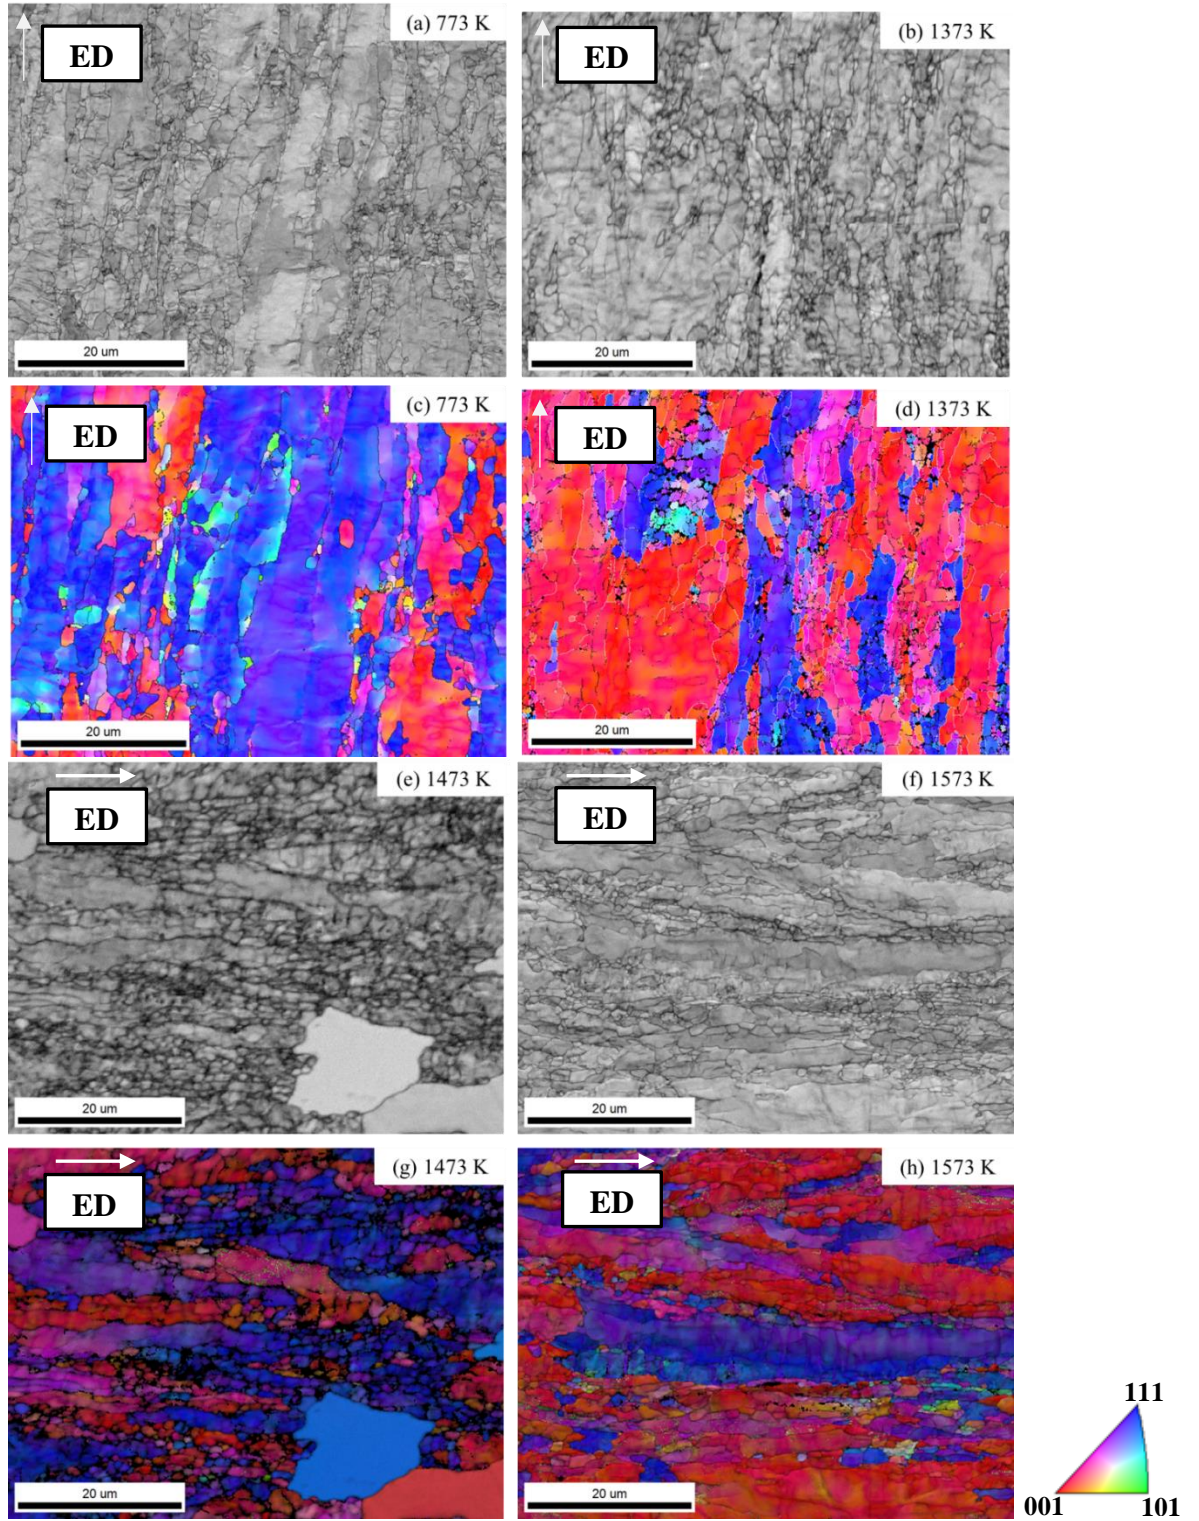 (a) 773 K
ED
20 um
(b) 1373 K
ED
20 um
(c) 773 K
ED
20 um
(d) 1373 K
ED
20 um
(e) 1473 K
ED
20 um
(f) 1573 K
ED
20 um
(g) 1473 K
ED
20 um
(h) 1573 K
ED
20 um
111
001
101